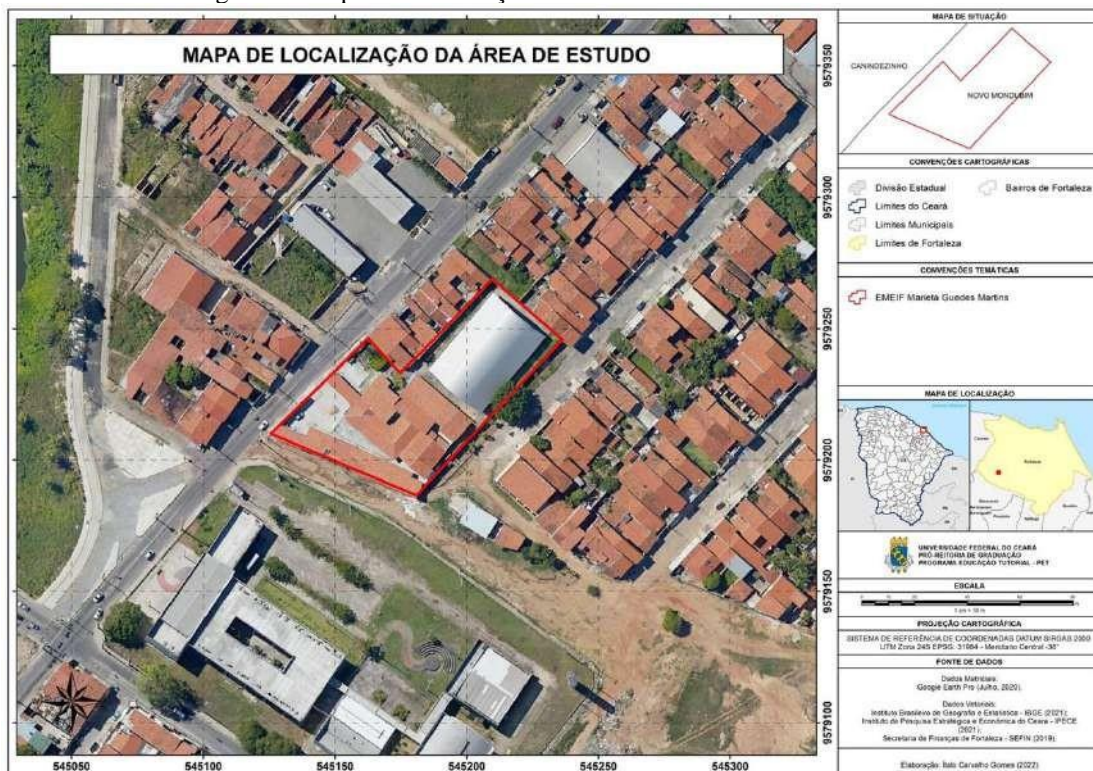 MAPA DE LOCALIZAÇÃO DA ÁREA DE ESTUDO
9579350
9579300
9579250
9579200
9579150
9579100
545050
545100
545150
545200
545250
545300
MAPA DE SITUAÇÃO
CANINDEZINHO
NOVO MONDUBIM
CONVENÇÕES CARTOGRÁFICAS
Divisão Estadual
Bairros de Fortaleza
Limites do Ceará
Limites Municipais
Limites de Fortaleza
CONVENÇÕES TEMÁTICAS
EMEIF Marieta Guedes Martins
MAPA DE LOCALIZAÇÃO
UNIVERSIDADE FEDERAL DO CEARÁ
PRÓ-REITORIA DE GRADUAÇÃO
PROGRAMA EDUCAÇÃO TUTORIAL - PET
ESCALA
PROJEÇÃO CARTOGRÁFICA
SISTEMA DE REFERÊNCIA DE COORDENADAS DATUM SIRGAS 2000
UTM Zona 24S EPSG: 31984 - Meridiano Central -36°
FONTE DE DADOS
Dados Matriciais:
Google Earth Pro (Julho, 2020).
Dados Vetoriais:
Instituto Brasileiro de Geografia e Estatística - IBGE (2021);
Instituto de Pesquisa Estratégica e Econômica do Ceara - IPECE
(2021);
Secretaria de Finanças de Fortaleza - SEFIN (2019).
Elaboração: Ítalo Carvalho Gomes (2022)